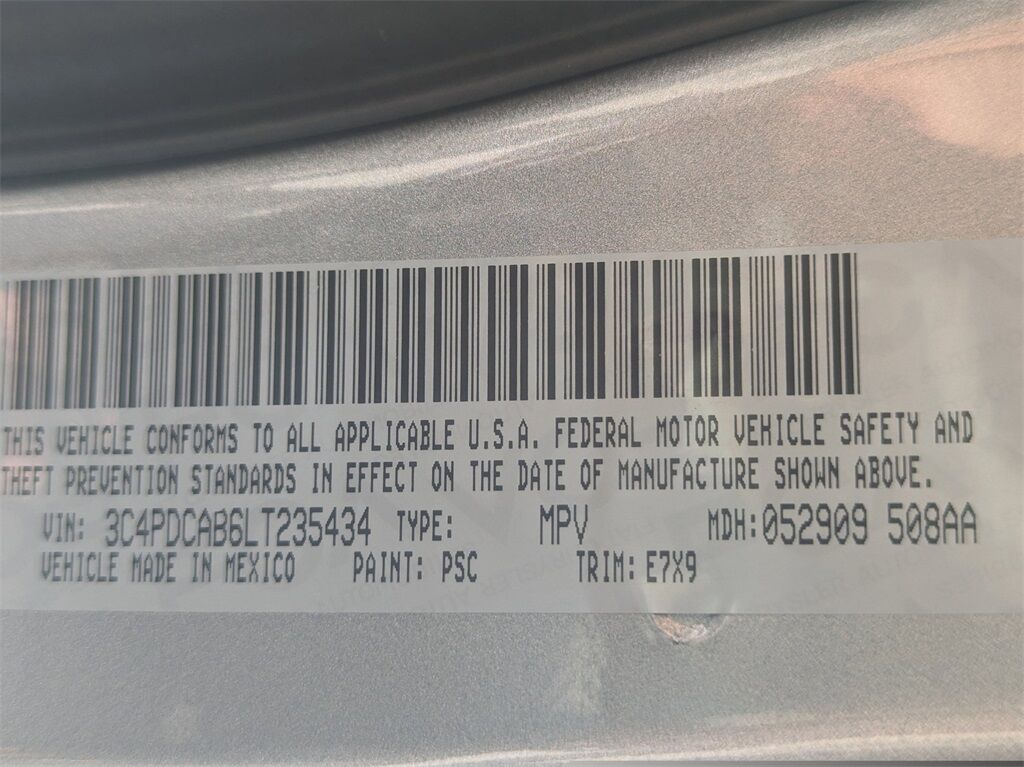 THIS VEHICLE CONFORMS TO ALL APPLICABLE U.S.A. FEDERAL MOTOR VEHICLE SAFETY AND
THEFT PREVENTION STANDARDS IN EFFECT ON THE DATE OF MANUFACTURE SHOWN ABOVE.
VIN: 3C4PDCAB6LT235434 TYPE: MPV MDH:052909 508AA
VEHICLE MADE IN MEXICO PAINT: PSC TRIM: E7X9